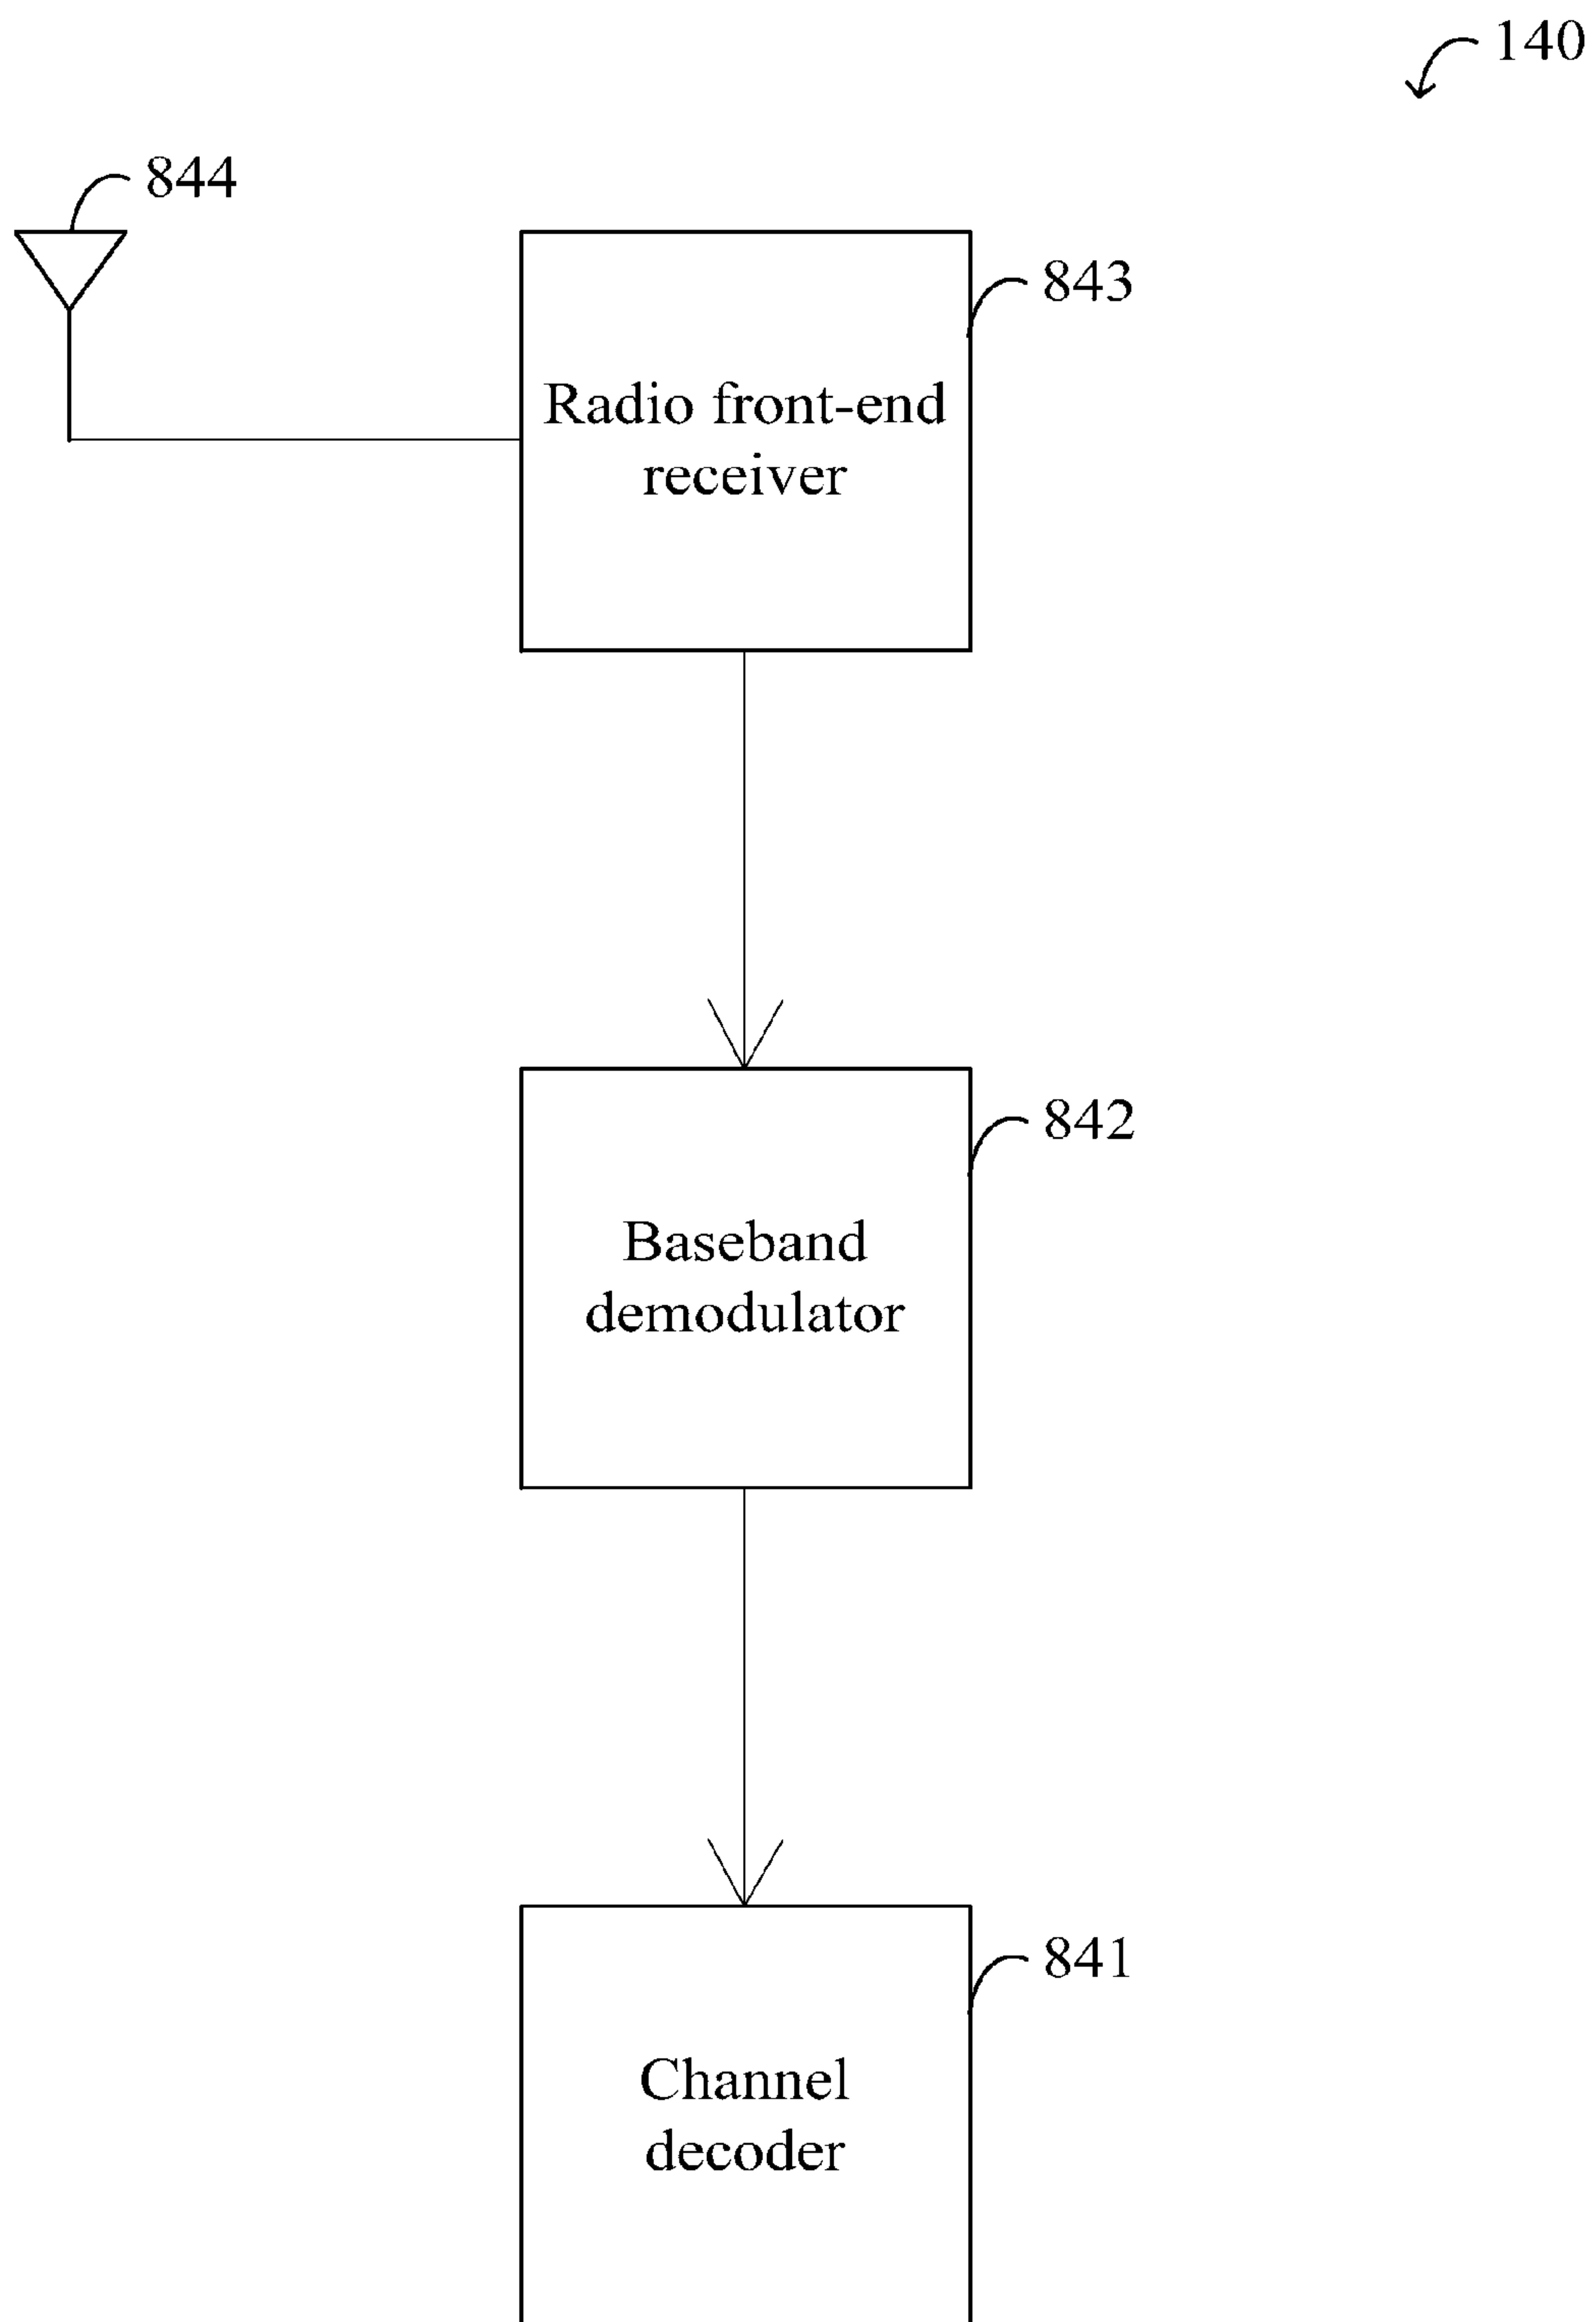 140
844
843
Radio front-end
receiver
842
Baseband
demodulator
841
Channel
decoder